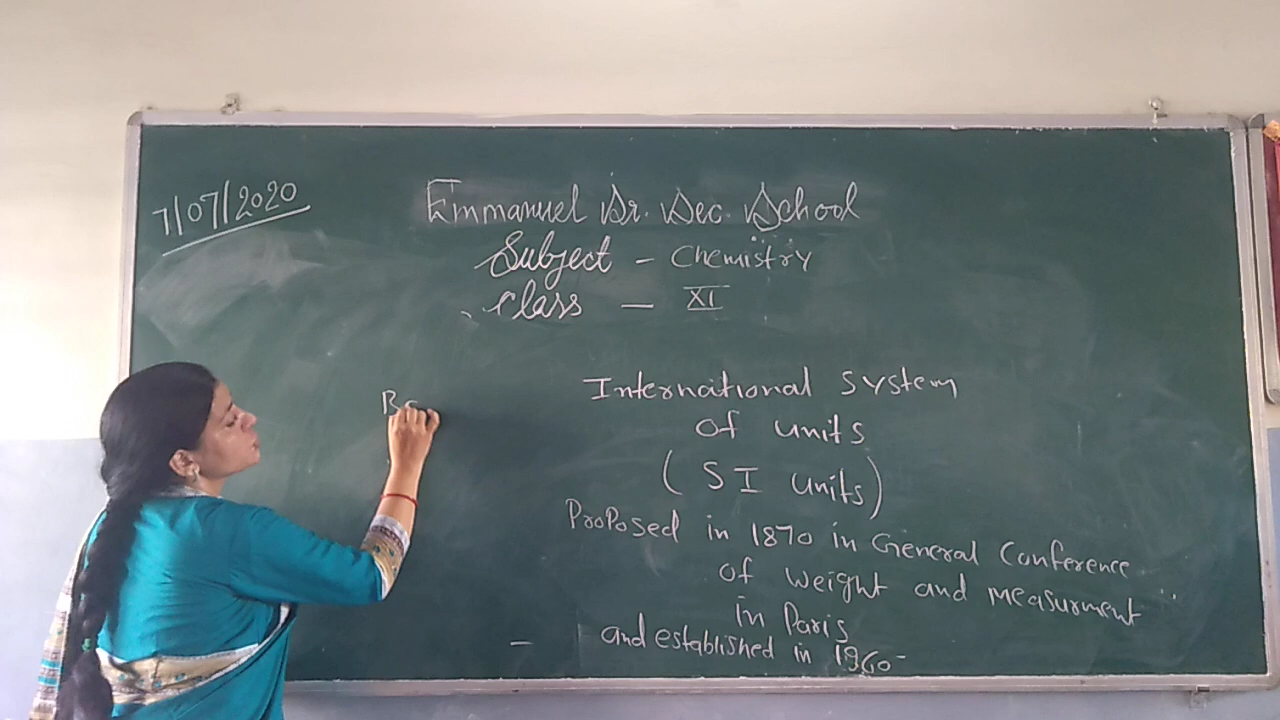 7/07/2020
Emmanuel Sr. Sec. School
Subject - Chemistry
Class - XI
International System
of units
(SI units)
Proposed in 1870 in General Conference
of weight and measurment
in Paris
- and established in 1960